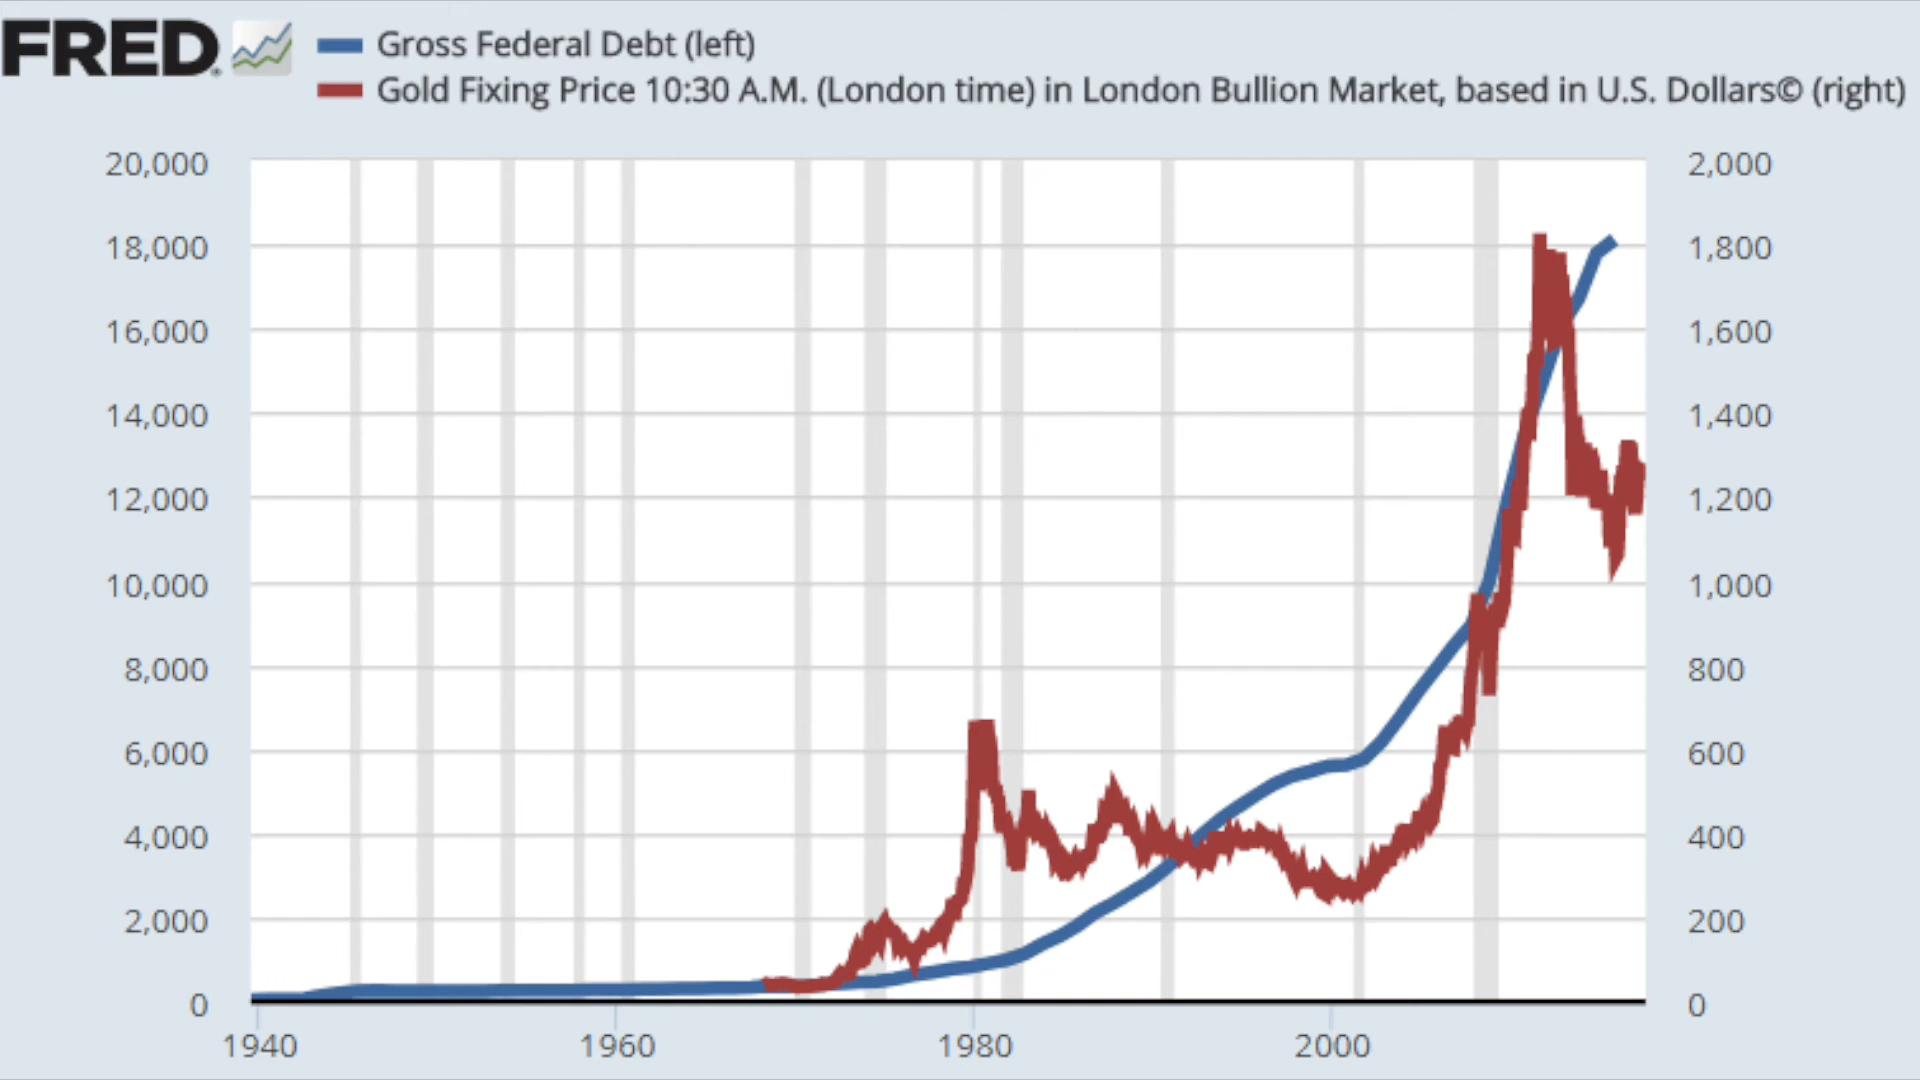 FRED
Gross Federal Debt (left)
Gold Fixing Price 10:30 A.M. (London time) in London Bullion Market, based in U.S. Dollars© (right)
20,000 2,000
18,000 1,800
16,000 1,600
14,000 1,400
12,000 1,200
10,000 1,000
8,000 800
6,000 600
4,000 400
2,000 200
0 0
1940 1960 1980 2000